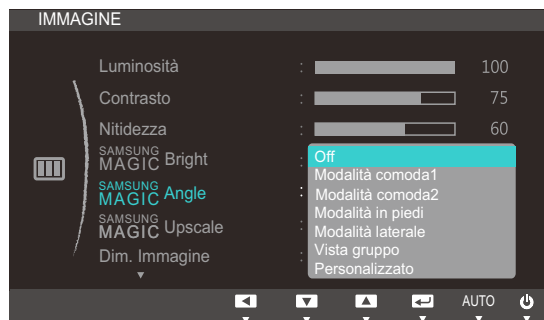 IMMAGINE
Luminosità : 100
Contrasto : 75
Nitidezza : 60
SAMSUNG MAGIC Bright :
SAMSUNG MAGIC Angle :
SAMSUNG MAGIC Upscale :
Dim. Immagine :
Off
Modalità comoda1
Modalità comoda2
Modalità in piedi
Modalità laterale
Vista gruppo
Personalizzato
AUTO